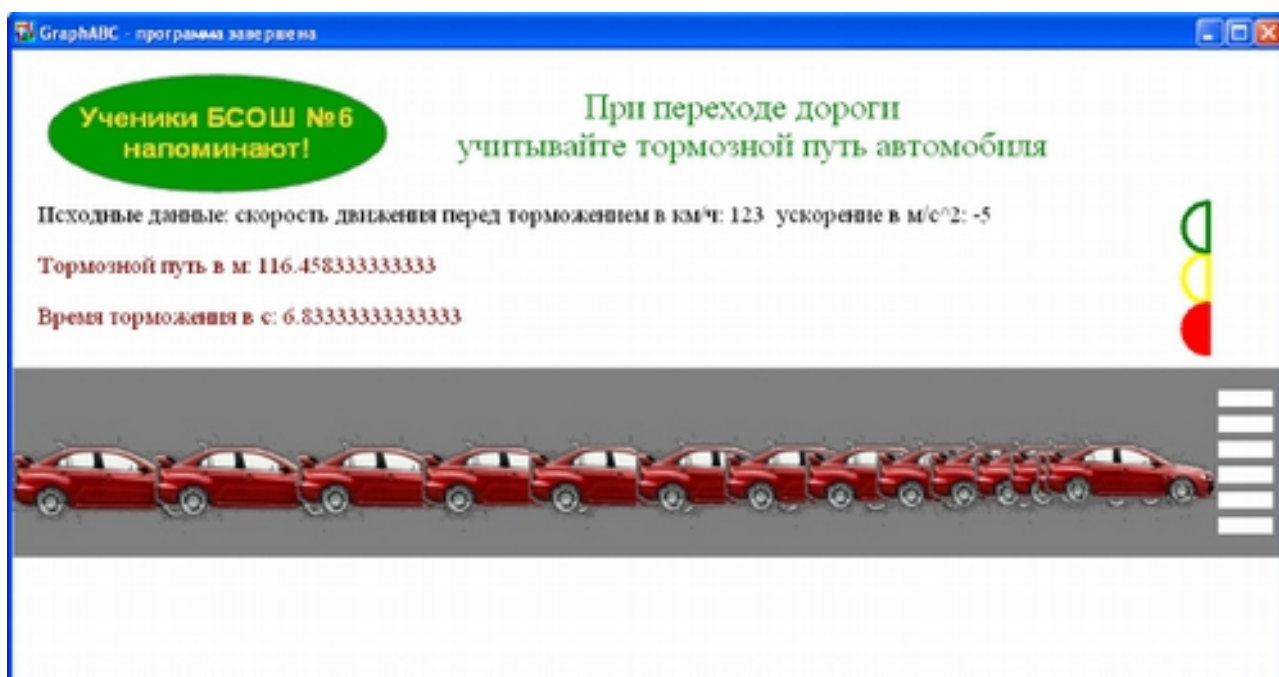 GraphABC - программа завершена
Ученики БСОШ №6
напоминают!
При переходе дороги
учитывайте тормозной путь автомобиля
Исходные данные: скорость движения перед торможением в км/ч: 123 ускорение в м/с^2: -5
Тормозной путь в м: 116.458333333333
Время торможения в с: 6.83333333333333